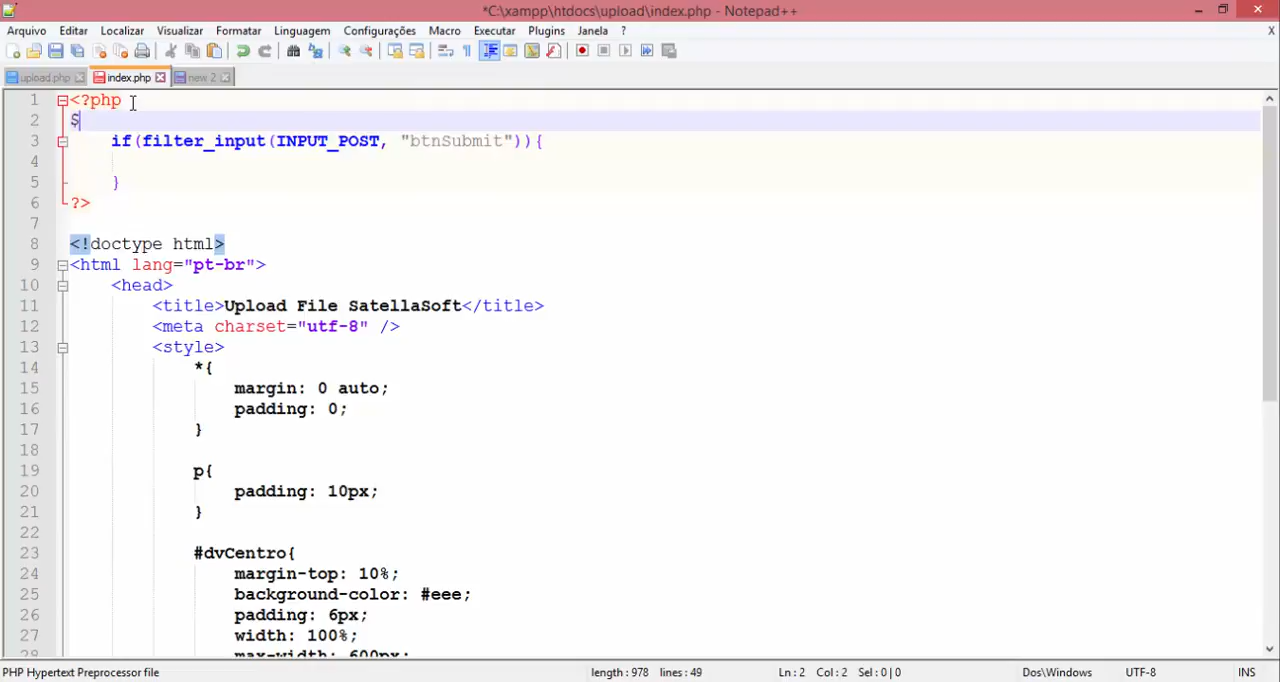 *C:\xampp\htdocs\upload\index.php - Notepad++
Arquivo Editar Localizar Visualizar Formatar Linguagem Configurações Macro Executar Plugins Janela ? X
upload.php index.php new 2
1 <?php
2 $
3 if(filter_input(INPUT_POST, "btnSubmit")){
4
5 }
6 ?>
7
8 <!doctype html>
9 <html lang="pt-br">
10 <head>
11 <title>Upload File SatellaSoft</title>
12 <meta charset="utf-8" />
13 <style>
14 *{
15 margin: 0 auto;
16 padding: 0;
17 }
18
19 p{
20 padding: 10px;
21 }
22
23 #dvCentro{
24 margin-top: 10%;
25 background-color: #eee;
26 padding: 6px;
27 width: 100%;
28 max-width: 600px;
PHP Hypertext Preprocessor file length : 978 lines : 49 Ln : 2 Col : 2 Sel : 0 | 0 Dos\Windows UTF-8 INS